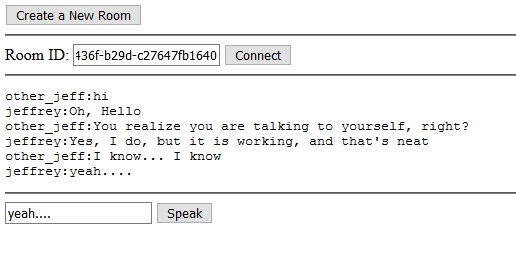 Create a New Room
Room ID: 436f-b29d-c27647fb1640 Connect
other_jeff:hi
jeffrey:Oh, Hello
other_jeff:You realize you are talking to yourself, right?
jeffrey:Yes, I do, but it is working, and that's neat
other_jeff:I know... I know
jeffrey:yeah....
yeah.... Speak